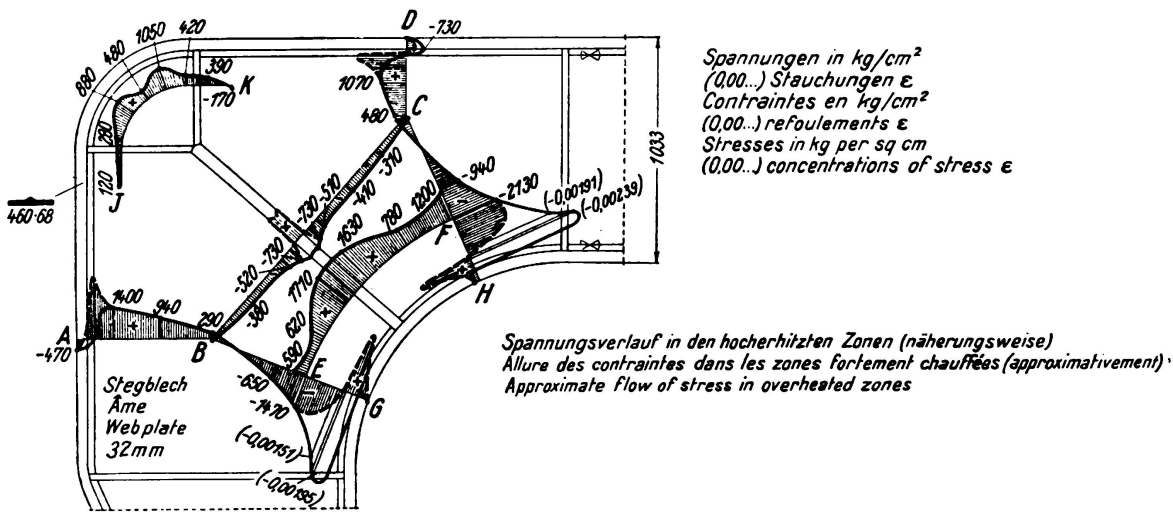 D
-730
420
1050
480
880
390
-170
K
280
120
J
1070
480
C
Spannungen in kg/cm²
(0,00...) Stauchungen ε
Contraintes en kg/cm²
(0,00...) refoulements ε
Stresses in kg per sq cm
(0,00...) concentrations of stress ε
1033
460·68
-310
-410
-510
-730
-940
-2130
(-0,00191)
(-0,00239)
1200
780
1630
F
-730
-520
-380
1710
620
590
H
A
-470
1400
940
290
B
E
-650
-1470
G
(-0,00151)
(-0,00195)
Stegblech
Âme
Webplate
32mm
Spannungsverlauf in den hocherhitzten Zonen (näherungsweise)
Allure des contraintes dans les zones fortement chauffées (approximativement)
Approximate flow of stress in overheated zones